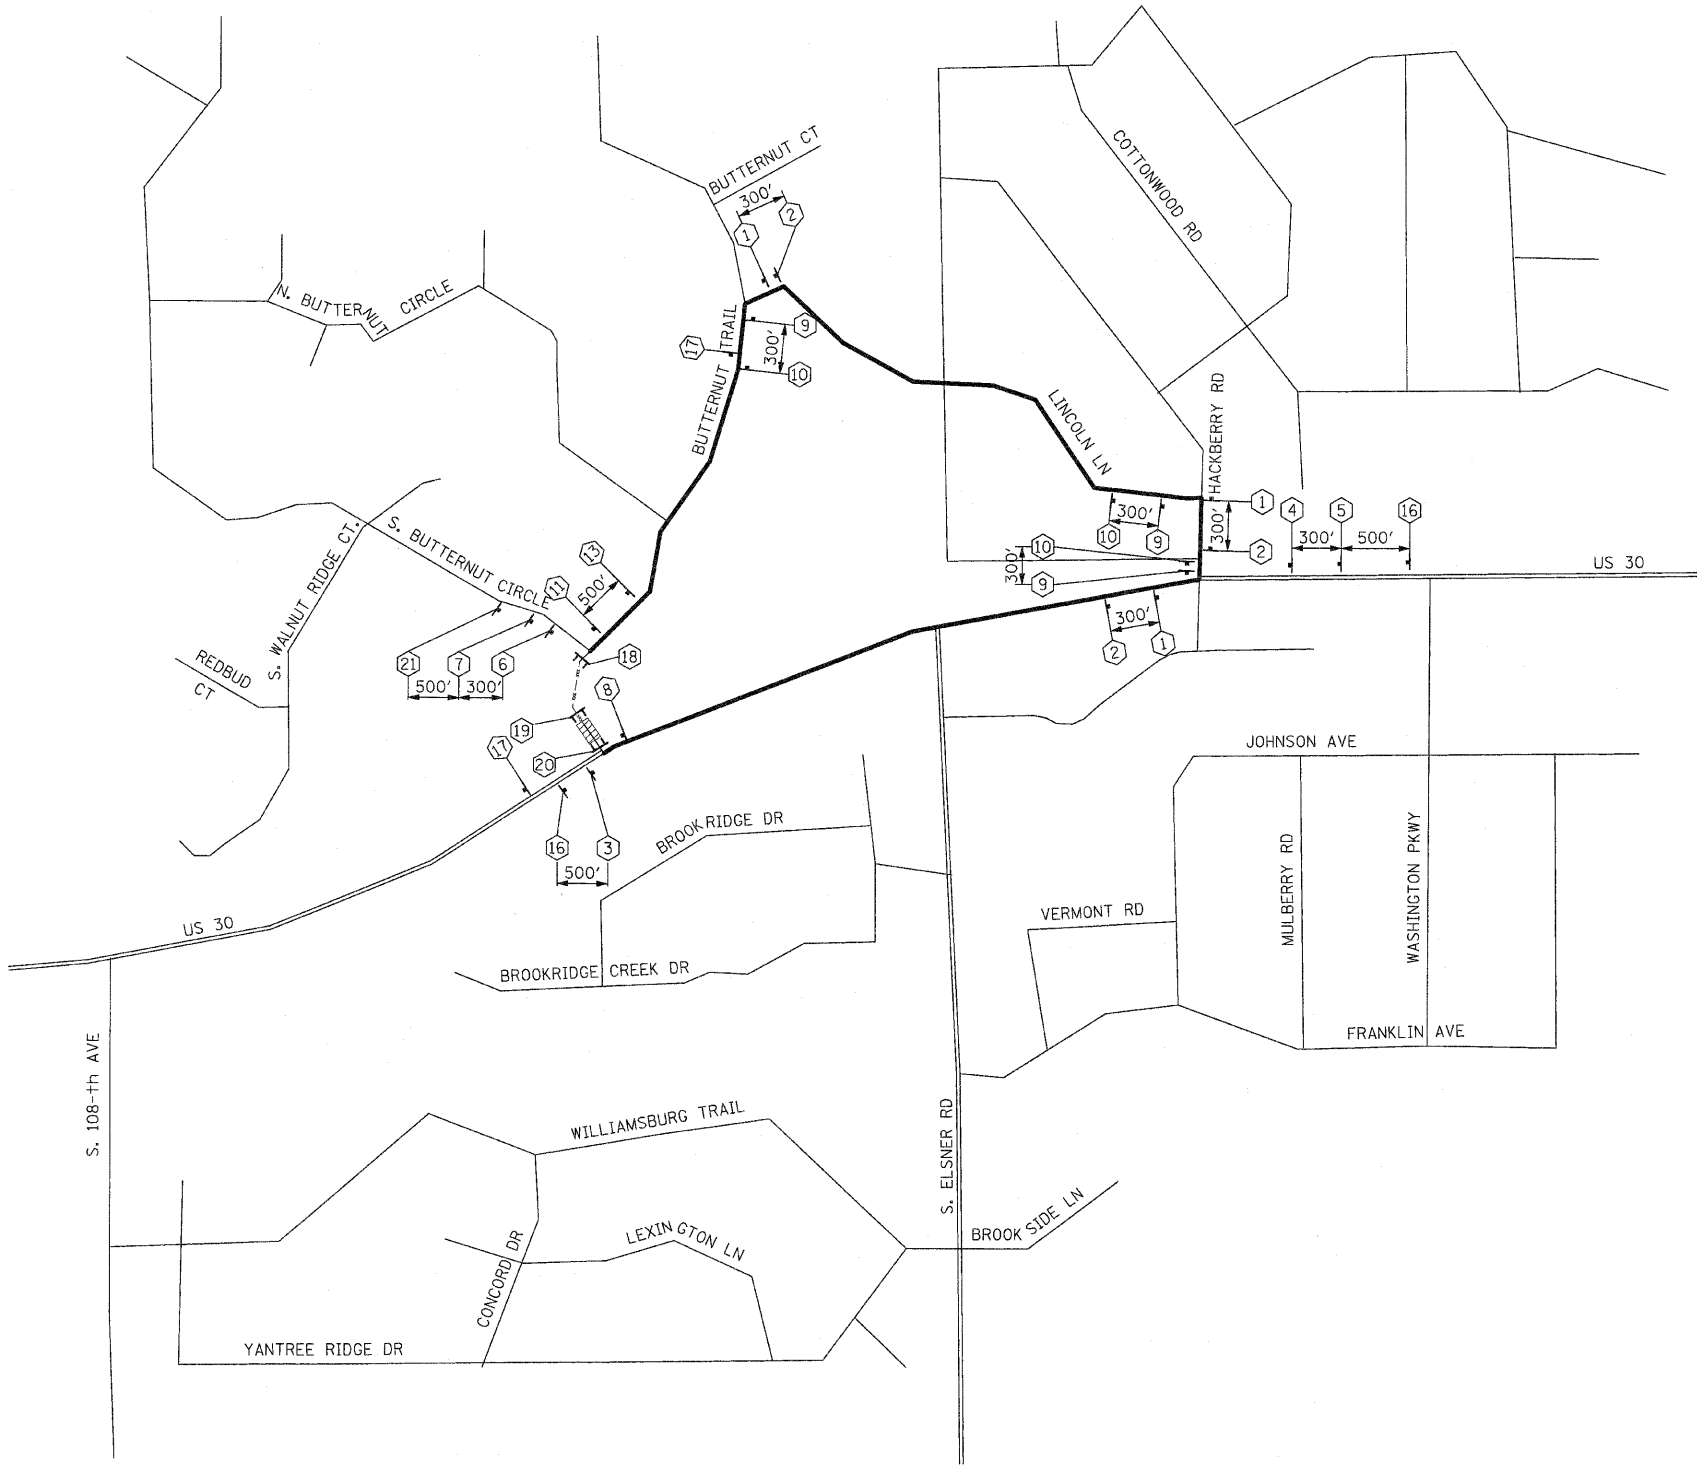 BUTTERNUT CT
300'
2
1
COTTONWOOD RD
N. BUTTERNUT CIRCLE
BUTTERNUT TRAIL
9
300'
17
10
LINCOLN LN
HACKBERRY RD
S. BUTTERNUT CIRCLE
S. WALNUT RIDGE CT.
1
300'
2
4
5
16
300'
500'
300'
10
9
10
300'
9
US 30
13
500'
11
300'
2
1
21
7
6
500'
300'
18
8
REDBUD
CT
19
17
20
16
3
500'
JOHNSON AVE
BROOKRIDGE DR
MULBERRY RD
WASHINGTON PKWY
VERMONT RD
US 30
BROOKRIDGE CREEK DR
FRANKLIN AVE
S. 108-th AVE
WILLIAMSBURG TRAIL
S. ELSNER RD
BROOKSIDE LN
LEXINGTON LN
CONCORD DR
YANTREE RIDGE DR